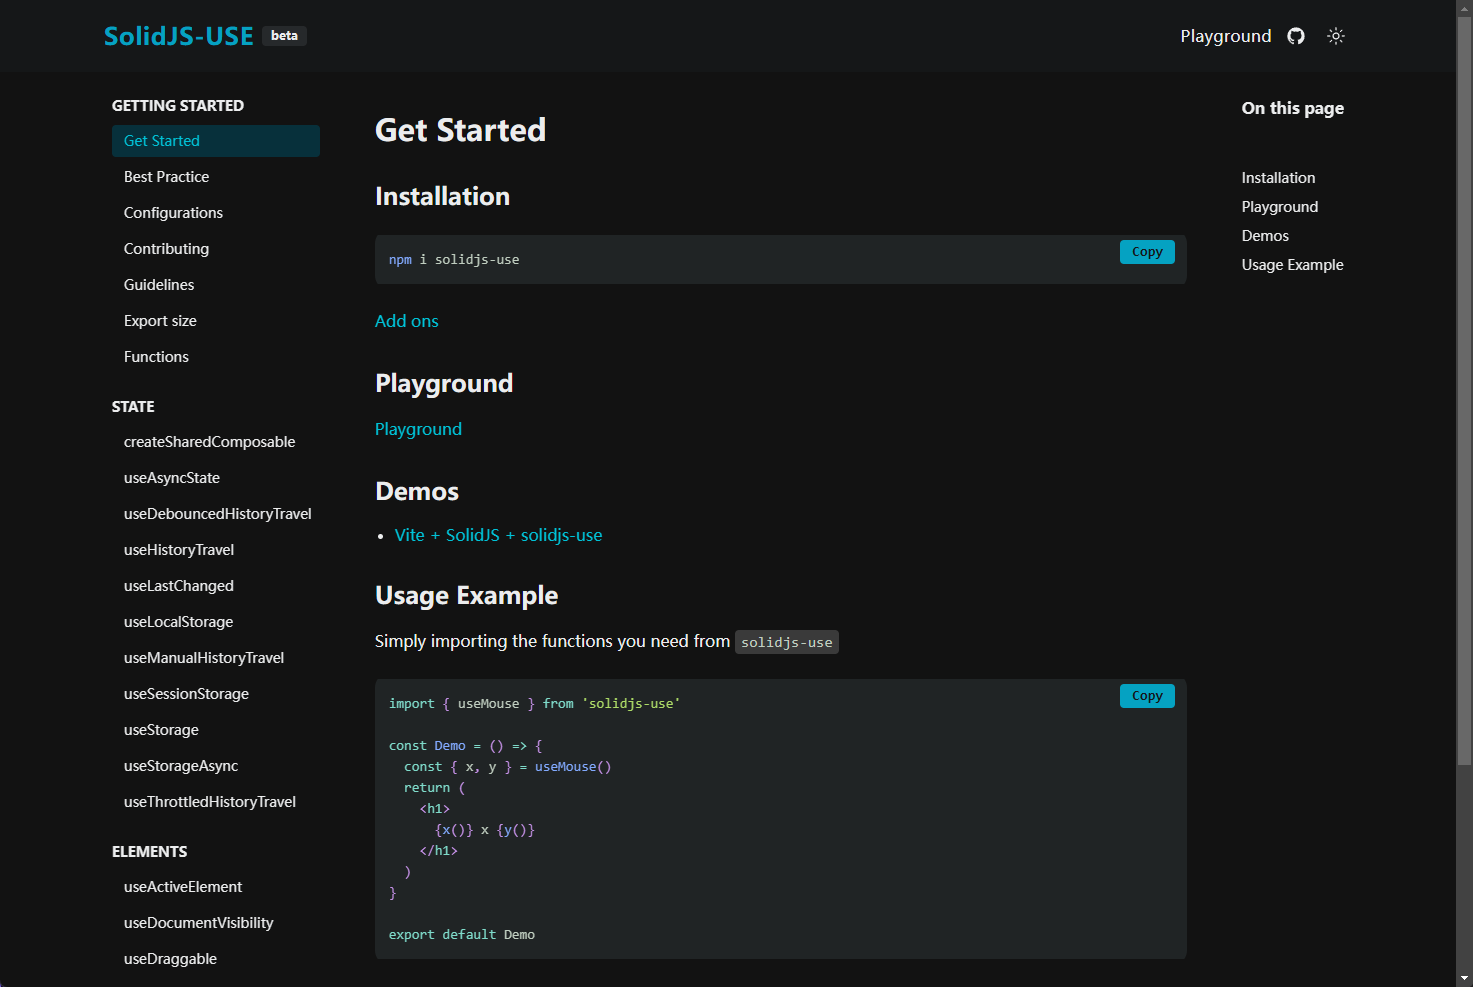 SolidJS-USE beta
Playground
GETTING STARTED
Get Started
Best Practice
Configurations
Contributing
Guidelines
Export size
Functions
STATE
createSharedComposable
useAsyncState
useDebouncedHistoryTravel
useHistoryTravel
useLastChanged
useLocalStorage
useManualHistoryTravel
useSessionStorage
useStorage
useStorageAsync
useThrottledHistoryTravel
ELEMENTS
useActiveElement
useDocumentVisibility
useDraggable
Get Started
Installation
npm i solidjs-use
Copy
Add ons
Playground
Playground
Demos
• Vite + SolidJS + solidjs-use
Usage Example
Simply importing the functions you need from solidjs-use
Copy
import { useMouse } from 'solidjs-use'
const Demo = () => {
  const { x, y } = useMouse()
  return (
    <h1>
      {x()} x {y()}
    </h1>
  )
}
export default Demo
On this page
Installation
Playground
Demos
Usage Example